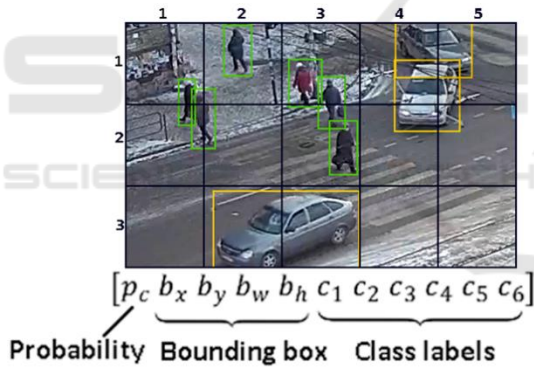 1 2 3 4 5
1
2
3
[p_c b_x b_y b_w b_h c_1 c_2 c_3 c_4 c_5 c_6]
Probability Bounding box Class labels